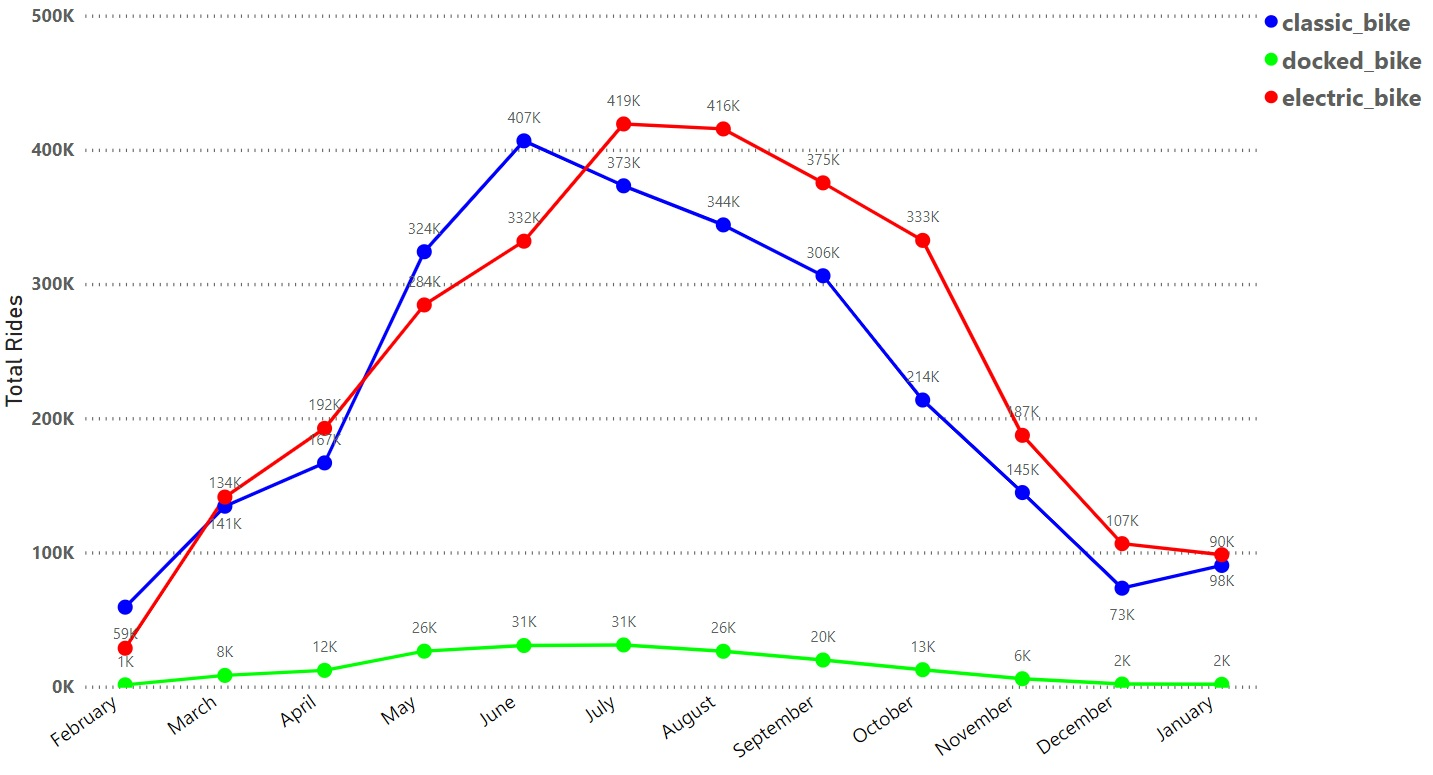 500K
classic_bike
docked_bike
electric_bike
419K
416K
407K
400K
375K
373K
344K
333K
332K
324K
306K
300K
284K
Total Rides
214K
200K
192K
187K
167K
145K
134K
141K
107K
100K
90K
98K
73K
59K
1K
8K
12K
26K
31K
31K
26K
20K
13K
6K
2K
2K
0K
February
March
April
May
June
July
August
September
October
November
December
January